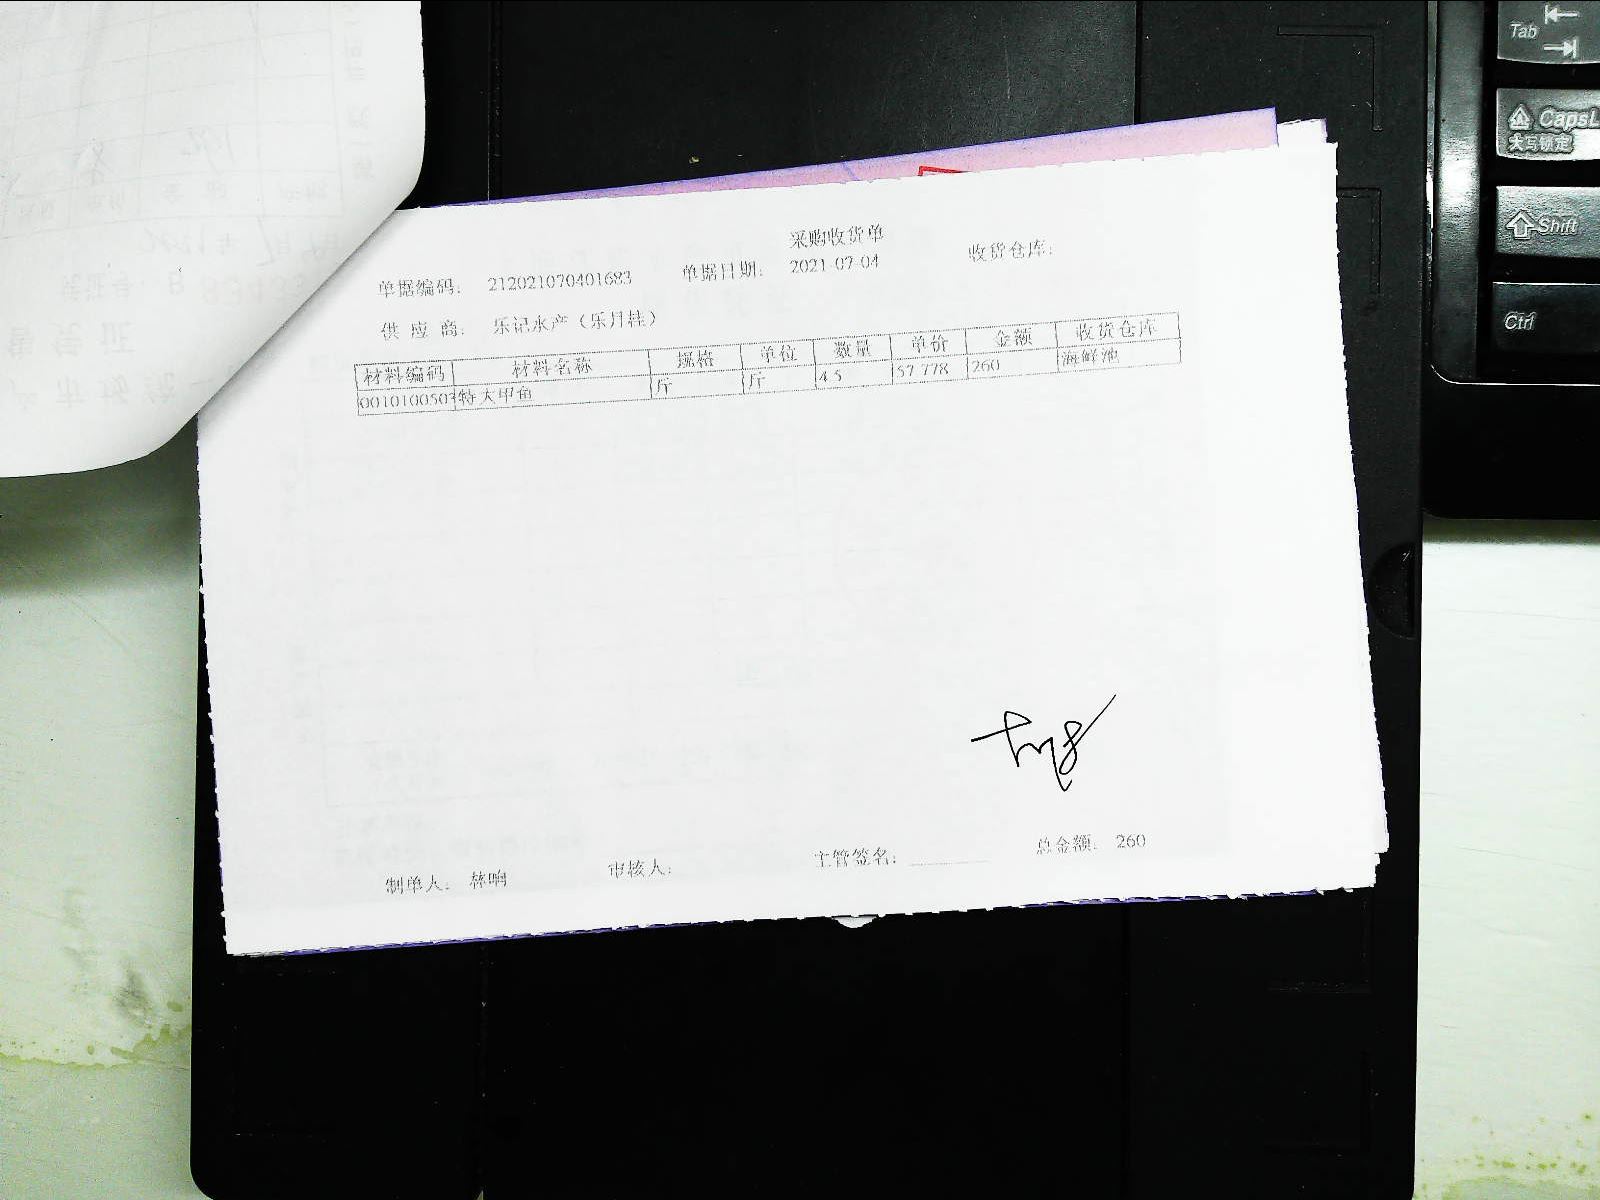 采购收货单
单据编码: 212021070401683 单据日期: 2021-07-04 收货仓库:
供 应 商: 乐记水产（乐月桂）
材料编码 材料名称 规格 单位 数量 单价 金额 收货仓库
0010100503 特大甲鱼 斤 斤 4.5 57.778 260 海鲜池
制单人: 林响 审核人: 主管签名: 总金额: 260
Tab
CapsL
大写锁定
Shift
Ctrl